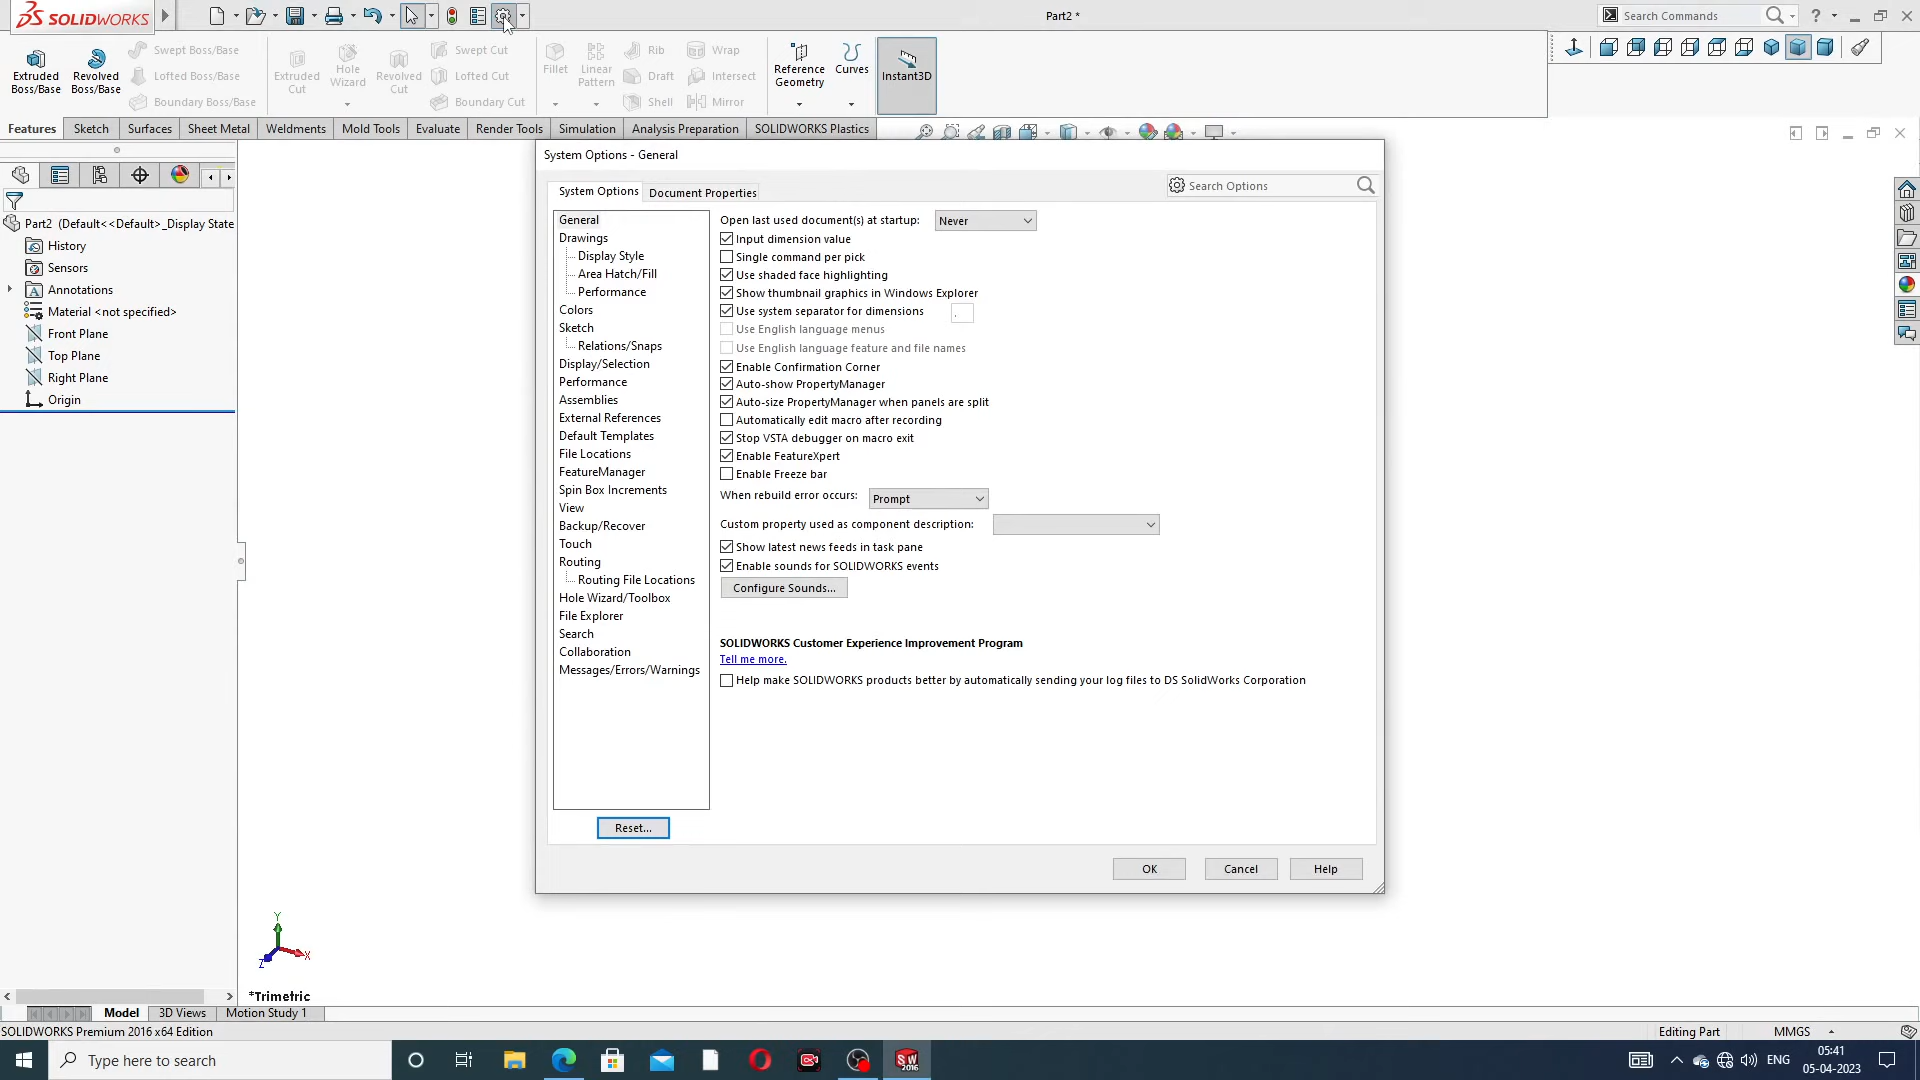 SOLIDWORKS
Part2 *
Search Commands
Extruded Boss/Base
Revolved Boss/Base
Swept Boss/Base
Lofted Boss/Base
Boundary Boss/Base
Extruded Cut
Hole Wizard
Revolved Cut
Swept Cut
Lofted Cut
Boundary Cut
Fillet
Linear Pattern
Rib
Draft
Shell
Wrap
Intersect
Mirror
Reference Geometry
Curves
Instant3D
Features
Sketch
Surfaces
Sheet Metal
Weldments
Mold Tools
Evaluate
Render Tools
Simulation
Analysis Preparation
SOLIDWORKS Plastics
Part2 (Default<<Default>_Display State
History
Sensors
Annotations
Material <not specified>
Front Plane
Top Plane
Right Plane
Origin
System Options - General
System Options
Document Properties
Search Options
General
Drawings
Display Style
Area Hatch/Fill
Performance
Colors
Sketch
Relations/Snaps
Display/Selection
Performance
Assemblies
External References
Default Templates
File Locations
FeatureManager
Spin Box Increments
View
Backup/Recover
Touch
Routing
Routing File Locations
Hole Wizard/Toolbox
File Explorer
Search
Collaboration
Messages/Errors/Warnings
Reset...
Open last used document(s) at startup: Never
Input dimension value
Single command per pick
Use shaded face highlighting
Show thumbnail graphics in Windows Explorer
Use system separator for dimensions .
Use English language menus
Use English language feature and file names
Enable Confirmation Corner
Auto-show PropertyManager
Auto-size PropertyManager when panels are split
Automatically edit macro after recording
Stop VSTA debugger on macro exit
Enable FeatureXpert
Enable Freeze bar
When rebuild error occurs: Prompt
Custom property used as component description:
Show latest news feeds in task pane
Enable sounds for SOLIDWORKS events
Configure Sounds...
SOLIDWORKS Customer Experience Improvement Program
Tell me more.
Help make SOLIDWORKS products better by automatically sending your log files to DS SolidWorks Corporation
OK
Cancel
Help
Y
X
Z
*Trimetric
Model
3D Views
Motion Study 1
SOLIDWORKS Premium 2016 x64 Edition
Editing Part
MMGS
Type here to search
SW
2016
ENG
05:41
05-04-2023